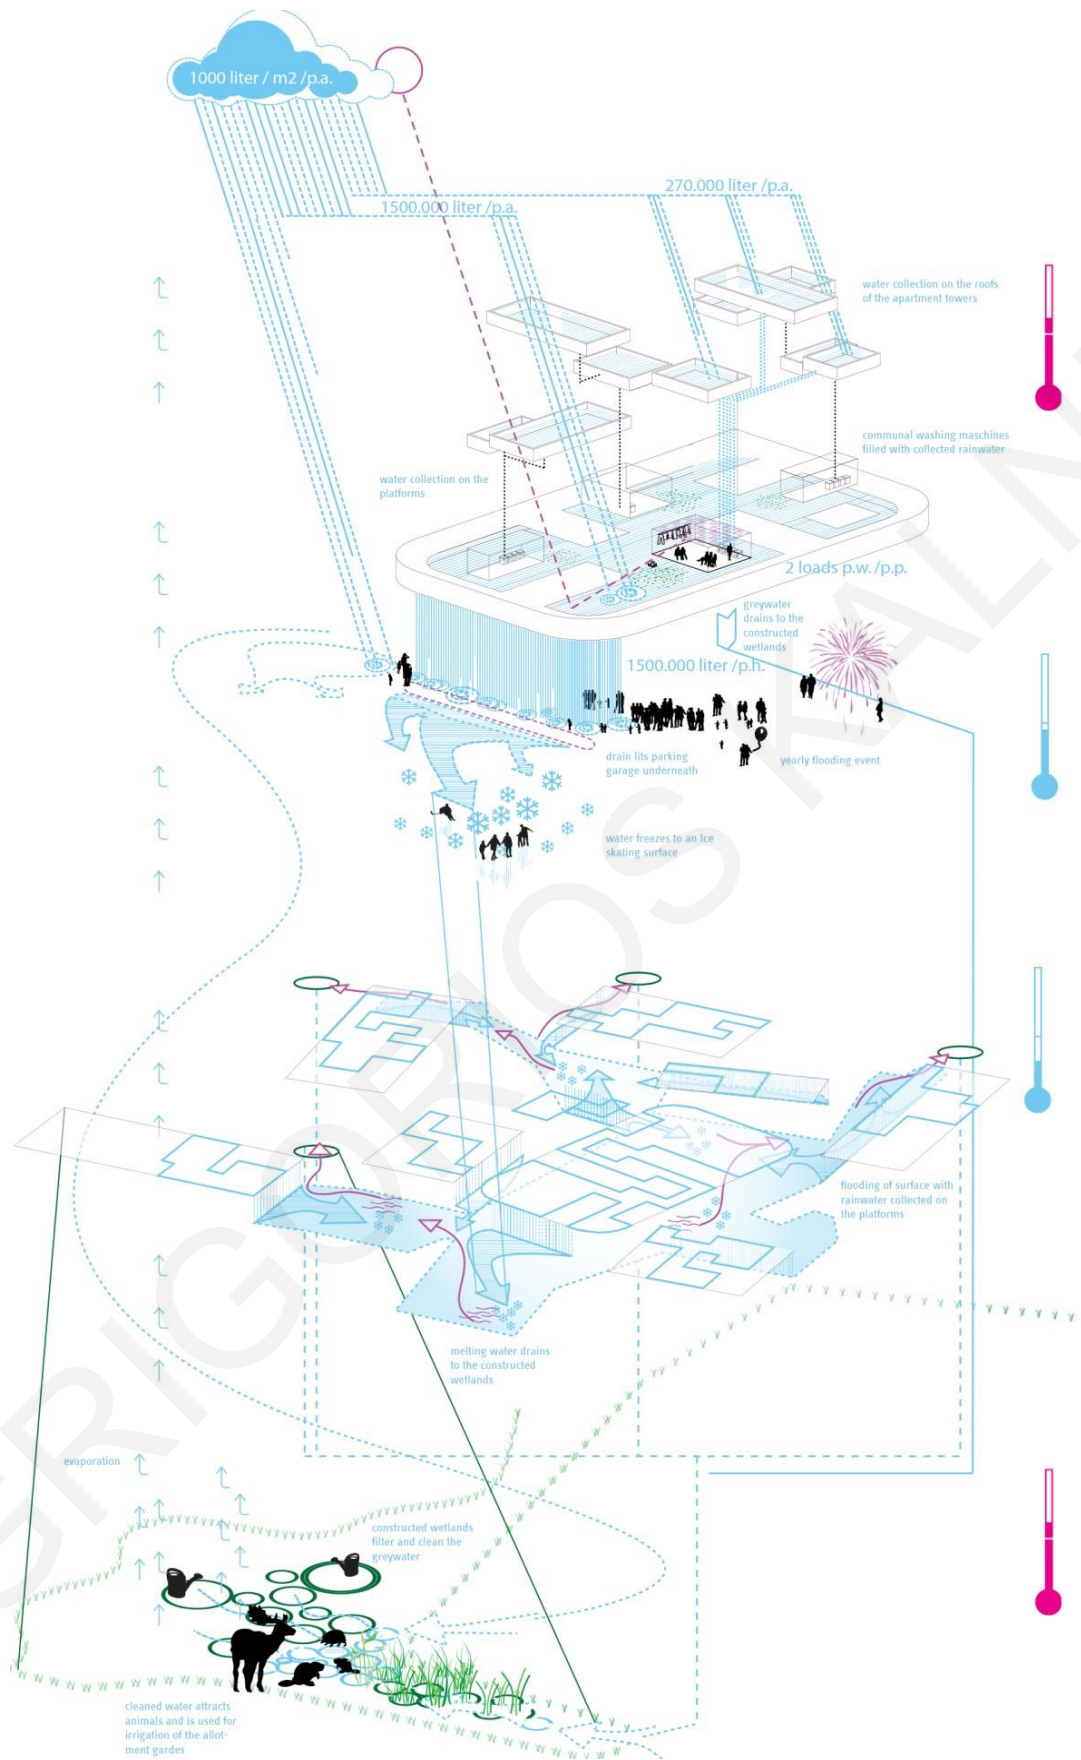 1000 liter / m2 /p.a.
270.000 liter /p.a.
1500.000 liter /p.a.
water collection on the roofs
of the apartment towers
communal washing maschines
filled with collected rainwater
water collection on the
platforms
2 loads p.w. /p.p.
greywater
drains to the
constructed
wetlands
1500.000 liter /p.h.
drain lits parking
garage underneath
yearly flooding event
water freezes to an Ice
skating surface
flooding of surface with
rainwater collected on
the platforms
melting water drains
to the constructed
wetlands
evaporation
constructed wetlands
filter and clean the
greywater
cleaned water attracts
animals and is used for
irrigation of the allot-
ment gardes
GRIGORIOS KALN